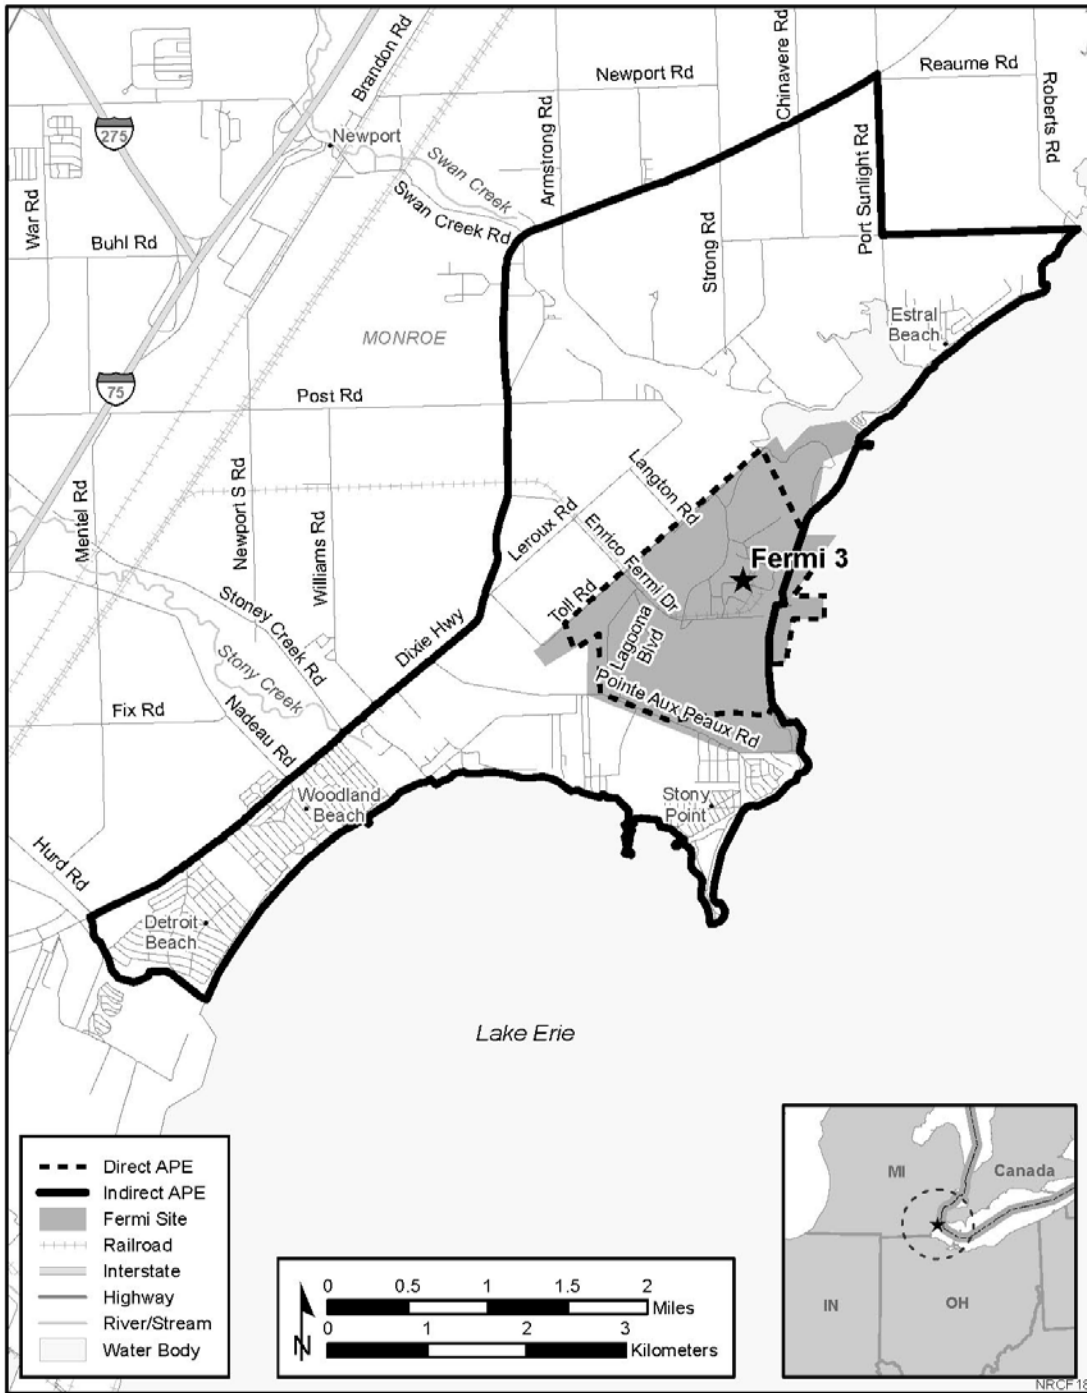 Brandon Rd
Newport Rd
Chinavere Rd
Reaume Rd
Roberts Rd
275
Newport
Armstrong Rd
Swan Creek
Swan Creek Rd
War Rd
Buhl Rd
Strong Rd
Port Sunlight Rd
Estral
Beach
MONROE
75
Post Rd
Langton Rd
Mentel Rd
Newport S Rd
Williams Rd
Leroux Rd
Enrico Fermi Dr
Fermi 3
Toll Rd
Lagoona
Blvd
Stoney Creek Rd
Stony Creek
Dixie Hwy
Pointe Aux Peaux Rd
Fix Rd
Nadeau Rd
Woodland
Beach
Stony
Point
Hurd Rd
Detroit
Beach
Lake Erie
Direct APE
Indirect APE
Fermi Site
Railroad
Interstate
Highway
River/Stream
Water Body
N
0 0.5 1 1.5 2
Miles
0 1 2 3
Kilometers
MI
Canada
IN
OH